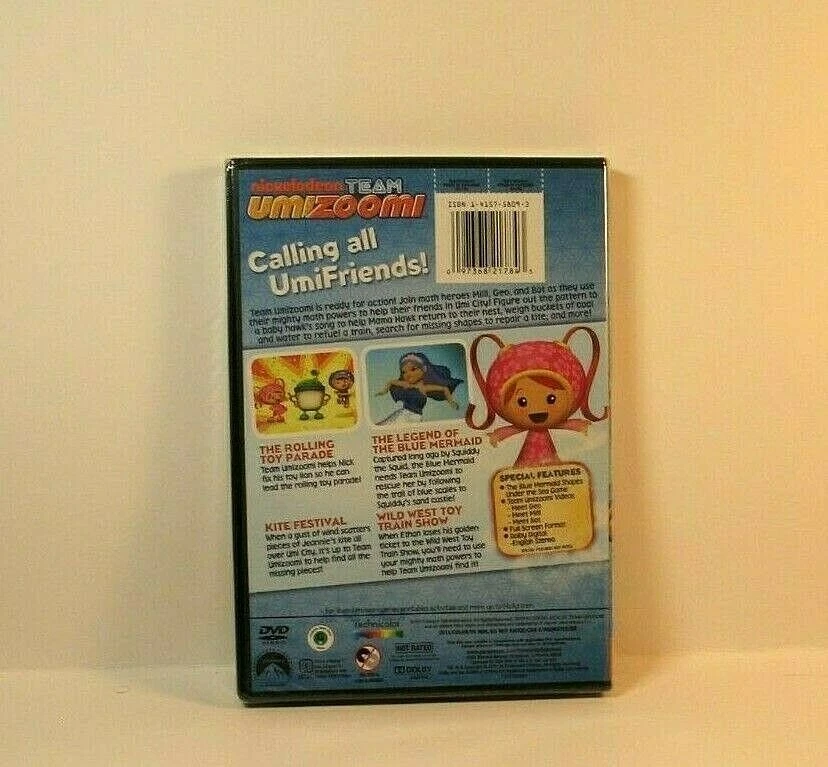 nickelodeon TEAM
UMIZOOMI
ISBN 1-4157-5809-3
Calling all
UmiFriends!
Team Umizoomi is ready for action! Join math heroes Milli, Geo, and Bot as they use
their mighty math powers to help their friends in Umi City! Figure out the pattern to
a baby hawk's song to help Mama Hawk return to their nest, weigh buckets of coal
and water to refuel a train, search for missing shapes to repair a kite, and more!
THE ROLLING
TOY PARADE
Team Umizoomi helps Nick
fix his toy lion so he can
lead the rolling toy parade!
THE LEGEND OF
THE BLUE MERMAID
Captured long ago by Squiddy
the Squid, the Blue Mermaid
needs Team Umizoomi to
rescue her by following
the trail of blue scales to
Squiddy's sand castle!
KITE FESTIVAL
When a gust of wind scatters
pieces of Jeannie's kite all
over Umi City, it's up to Team
Umizoomi to help find all the
missing pieces!
WILD WEST TOY
TRAIN SHOW
When Ethan loses his golden
ticket to the Wild West Toy
Train Show, you'll need to use
your mighty math powers
to help Team Umizoomi find it!
SPECIAL FEATURES
• The Blue Mermaid Shapes
Under the Sea Game
• Team Umizoomi Videos
- Meet Geo
- Meet Milli
- Meet Bot
• Full Screen Format
• Dolby Digital
- English Stereo
DVD
VIDEO
technicolor
NOT RATED
DOLBY